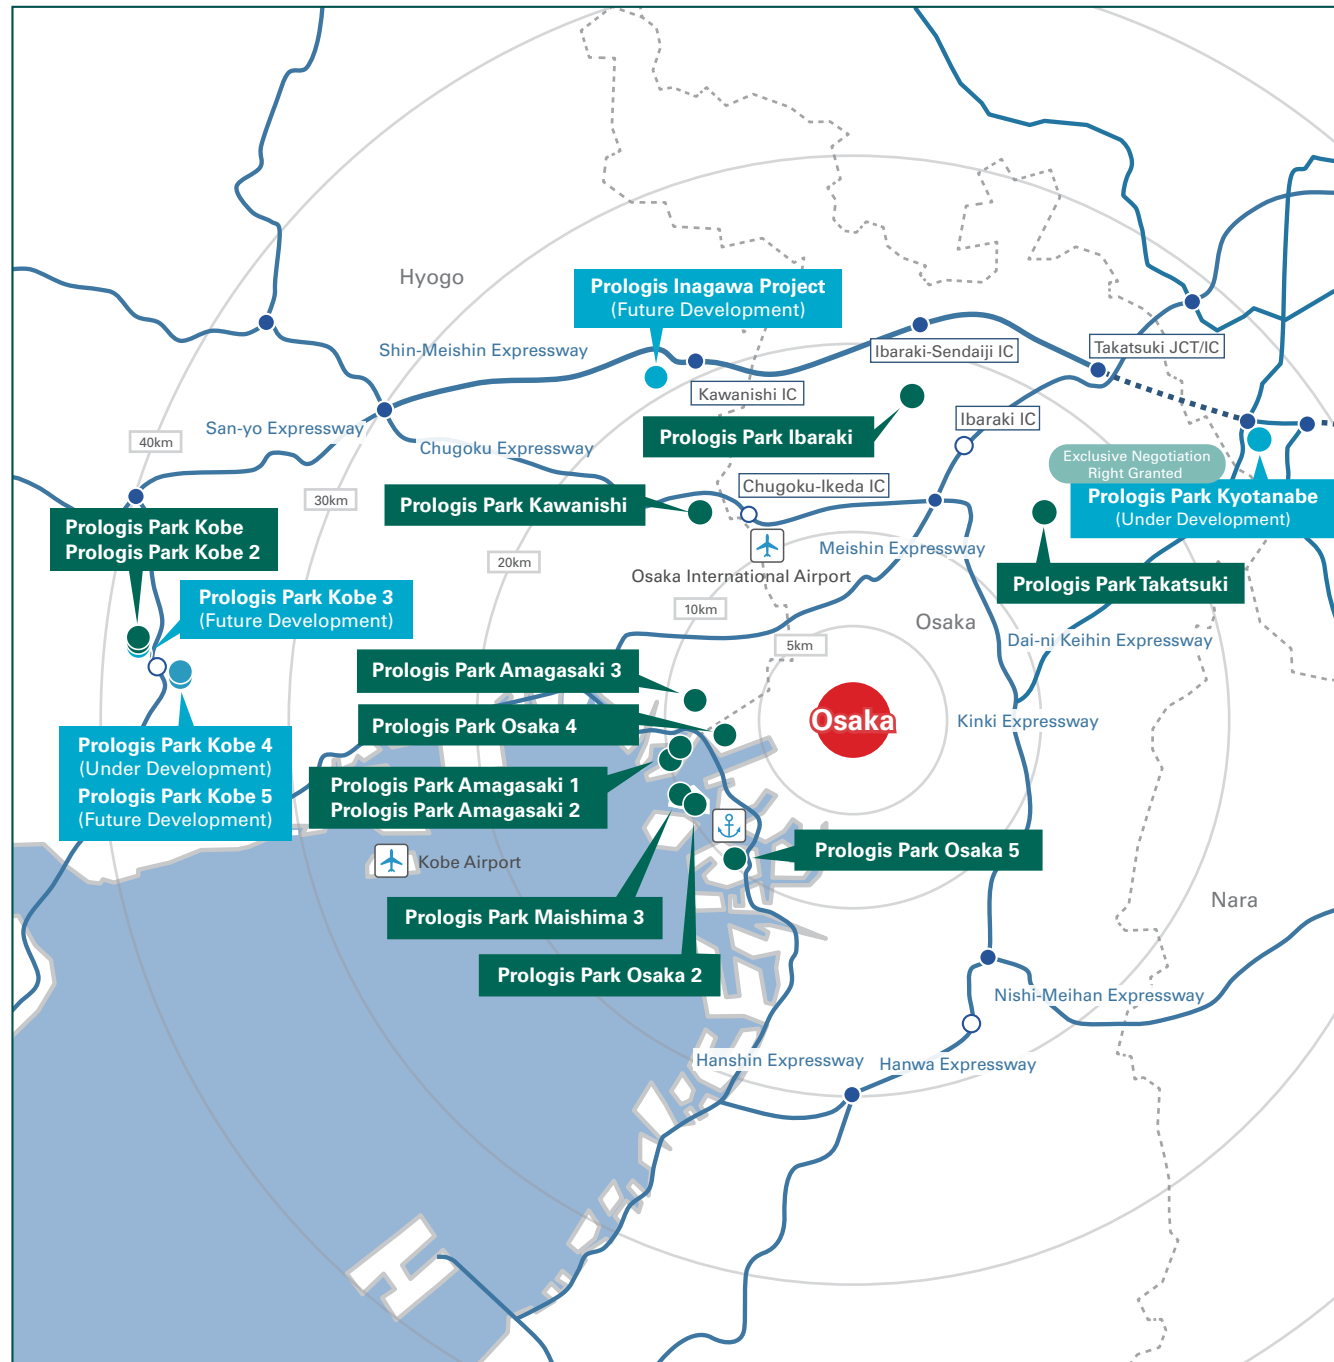 Hyogo
Prologis Inagawa Project
(Future Development)
Shin-Meishin Expressway
Ibaraki-Sendaiji IC
Takatsuki JCT/IC
Kawanishi IC
San-yo Expressway
40km
Chugoku Expressway
Prologis Park Ibaraki
Ibaraki IC
Exclusive Negotiation
Right Granted
30km
Prologis Park Kawanishi
Chugoku-Ikeda IC
Prologis Park Kyotanabe
(Under Development)
Prologis Park Kobe
Prologis Park Kobe 2
20km
Meishin Expressway
Osaka International Airport
Prologis Park Takatsuki
Prologis Park Kobe 3
(Future Development)
10km
Osaka
5km
Dai-ni Keihin Expressway
Prologis Park Amagasaki 3
Prologis Park Osaka 4
Osaka
Kinki Expressway
Prologis Park Kobe 4
(Under Development)
Prologis Park Kobe 5
(Future Development)
Prologis Park Amagasaki 1
Prologis Park Amagasaki 2
Kobe Airport
Prologis Park Osaka 5
Nara
Prologis Park Maishima 3
Prologis Park Osaka 2
Nishi-Meihan Expressway
Hanshin Expressway
Hanwa Expressway